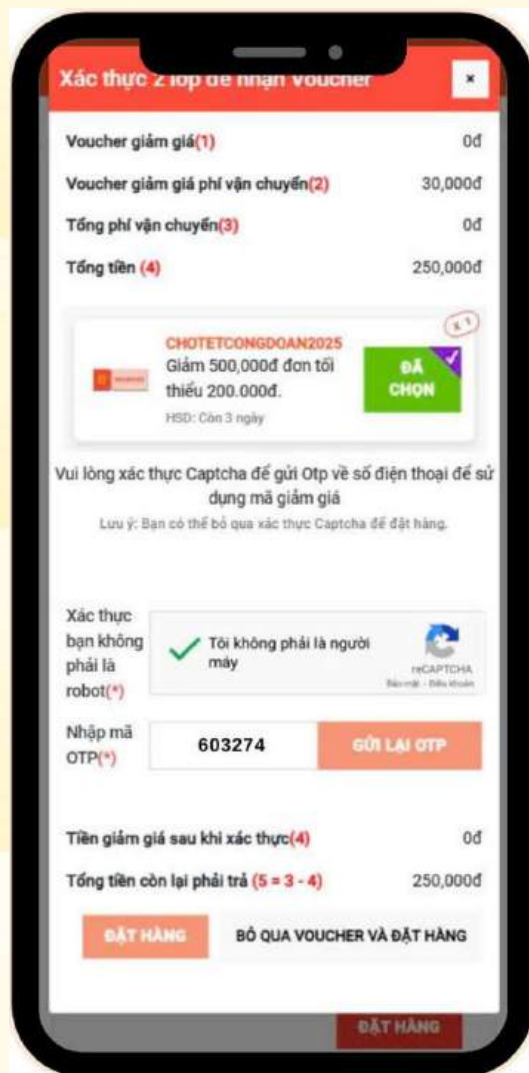 Xác thực 2 lớp để nhận Voucher
×
Voucher giảm giá(1) 0đ
Voucher giảm giá phí vận chuyển(2) 30,000đ
Tổng phí vận chuyển(3) 0đ
Tổng tiền (4) 250,000đ
X 1
CHOTETCONGDOAN2025
Giảm 500,000đ đơn tối
thiểu 200.000đ.
HSD: Còn 3 ngày
ĐÃ
CHỌN
Vui lòng xác thực Captcha để gửi Otp về số điện thoại để sử
dụng mã giảm giá
Lưu ý: Bạn có thể bỏ qua xác thực Captcha để đặt hàng.
Xác thực
bạn không
phải là
robot(*)
Tôi không phải là người
máy
reCAPTCHA
Bảo mật - Điều khoản
Nhập mã
OTP(*)
603274
GỬI LẠI OTP
Tiền giảm giá sau khi xác thực(4) 0đ
Tổng tiền còn lại phải trả (5 = 3 - 4) 250,000đ
ĐẶT HÀNG
BỎ QUA VOUCHER VÀ ĐẶT HÀNG
ĐẶT HÀNG